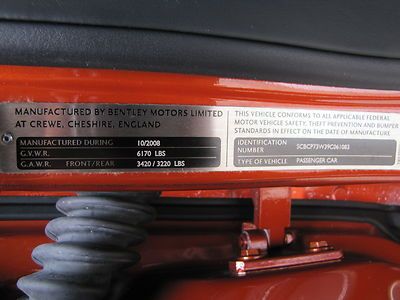 MANUFACTURED BY BENTLEY MOTORS LIMITED
AT CREWE, CHESHIRE, ENGLAND
MANUFACTURED DURING 10/2008
G.V.W.R. 6170 LBS
G.A.W.R. FRONT/REAR 3420 / 3220 LBS
THIS VEHICLE CONFORMS TO ALL APPLICABLE FEDERAL
MOTOR VEHICLE SAFETY, THEFT PREVENTION AND BUMPER
STANDARDS IN EFFECT ON THE DATE OF MANUFACTURE
IDENTIFICATION
NUMBER
SCBCP73W39C061083
TYPE OF VEHICLE PASSENGER CAR